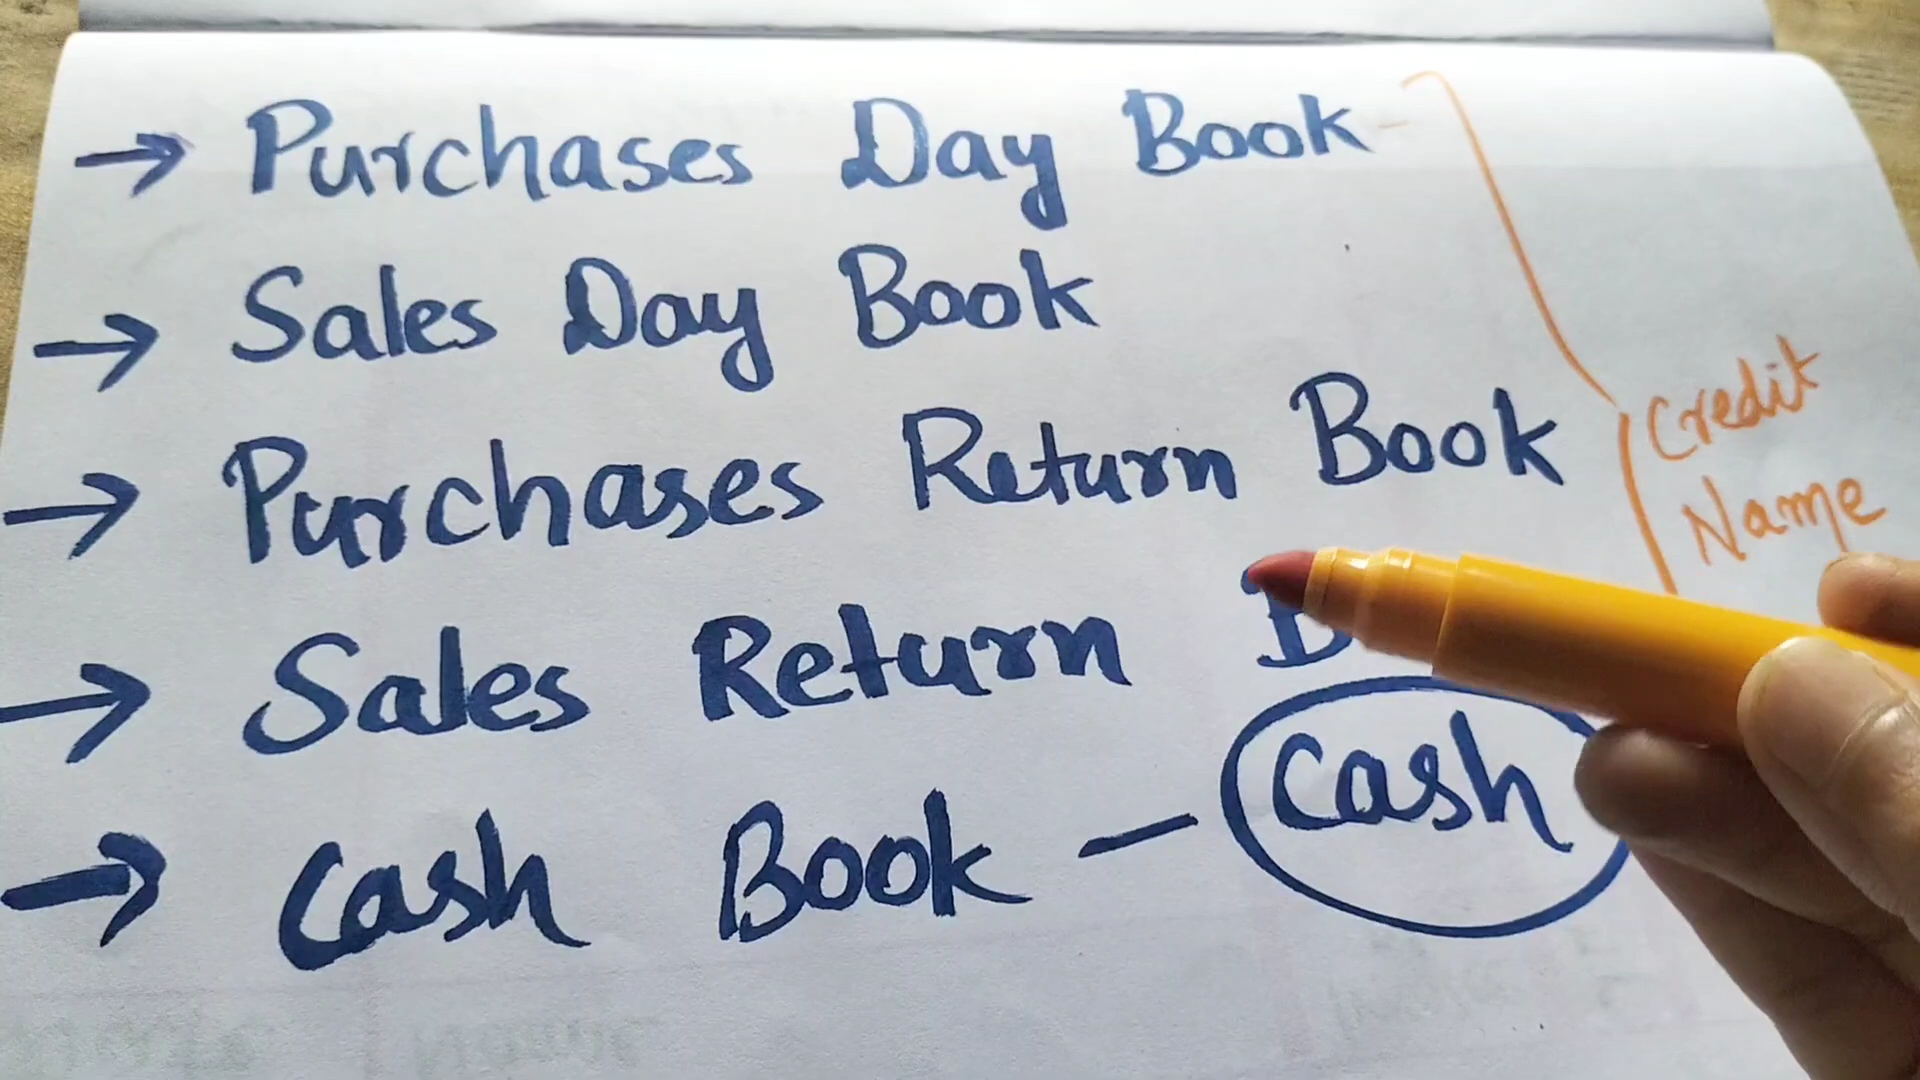 → Purchases Day Book -
→ Sales Day Book
→ Purchases Return Book
Credit
Name
→ Sales Return
→ Cash Book - Cash